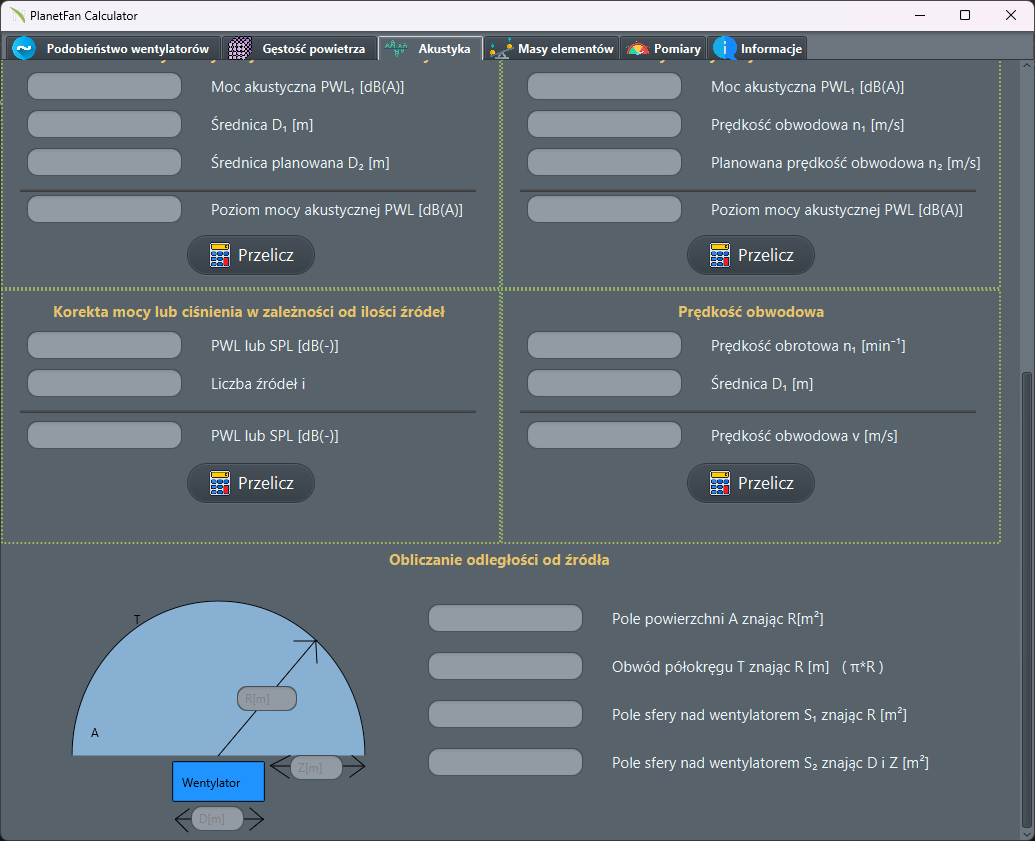 PlanetFan Calculator
Podobieństwo wentylatorów
Gęstość powietrza
Akustyka
Masy elementów
Pomiary
Informacje
Moc akustyczna PWL₁ [dB(A)]
Średnica D₁ [m]
Średnica planowana D₂ [m]
Poziom mocy akustycznej PWL [dB(A)]
Przelicz
Moc akustyczna PWL₁ [dB(A)]
Prędkość obwodowa n₁ [m/s]
Planowana prędkość obwodowa n₂ [m/s]
Poziom mocy akustycznej PWL [dB(A)]
Przelicz
Korekta mocy lub ciśnienia w zależności od ilości źródeł
PWL lub SPL [dB(-)]
Liczba źródeł i
PWL lub SPL [dB(-)]
Przelicz
Prędkość obwodowa
Prędkość obrotowa n₁ [min⁻¹]
Średnica D₁ [m]
Prędkość obwodowa v [m/s]
Przelicz
Obliczanie odległości od źródła
T
R[m]
A
Z[m]
Wentylator
D[m]
Pole powierzchni A znając R[m²]
Obwód półokręgu T znając R [m] ( π*R )
Pole sfery nad wentylatorem S₁ znając R [m²]
Pole sfery nad wentylatorem S₂ znając D i Z [m²]